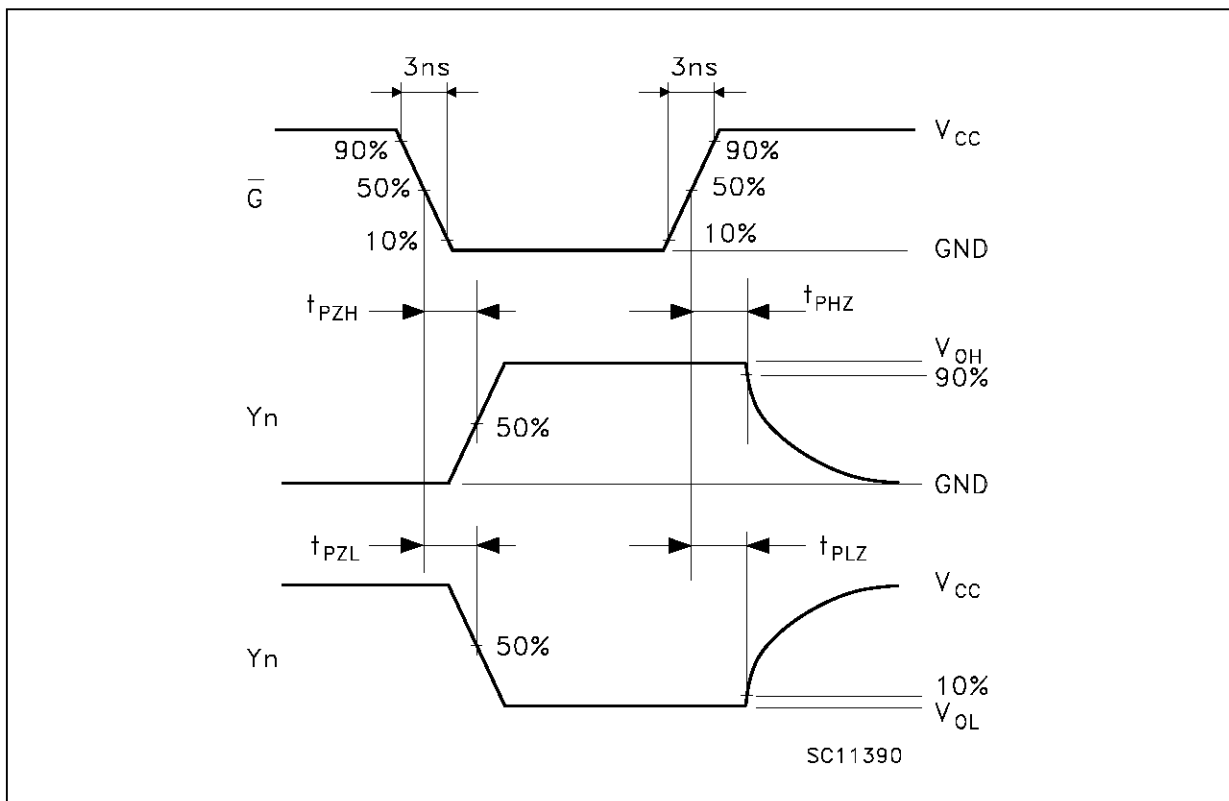 3ns 3ns
V_CC
90% 90%
G̅ 50% 50%
10% 10%
GND
t_PZH t_PHZ
V_OH
90%
Yn 50%
GND
t_PZL t_PLZ
V_CC
Yn 50%
10%
V_OL
SC11390